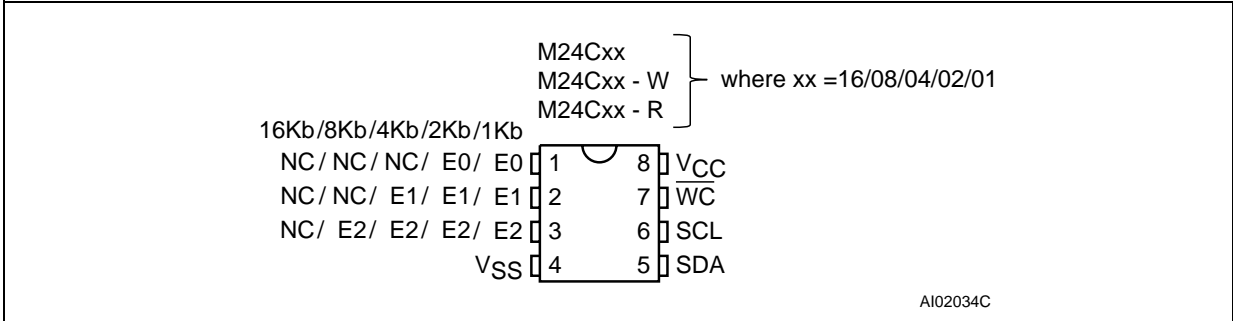 M24Cxx
M24Cxx - W
M24Cxx - R
where xx =16/08/04/02/01
16Kb/8Kb/4Kb/2Kb/1Kb
NC/ NC/ NC/ E0/ E0 1 8 VCC
NC/ NC/ E1/ E1/ E1 2 7 W̅C̅
NC/ E2/ E2/ E2/ E2 3 6 SCL
VSS 4 5 SDA
AI02034C